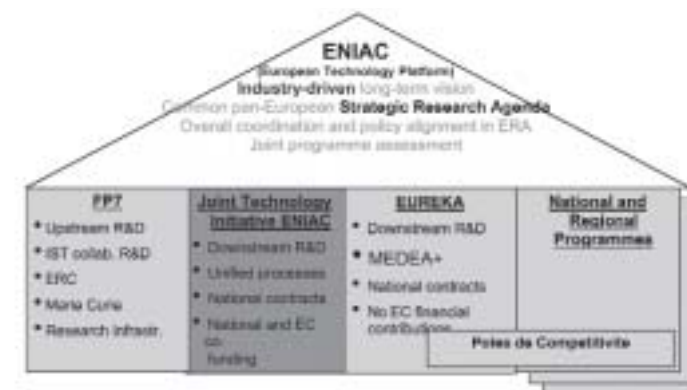 ENIAC
(European Technology Platform)
Industry-driven long-term vision
Common pan-European Strategic Research Agenda
Overall coordination and policy alignment in ERA
Joint programme assessment
FP7
• Upstream R&D
• IST collab. R&D
• ERC
• Marie Curie
• Research Infrastr.
Joint Technology
Initiative ENIAC
• Downstream R&D
• Unified processes
• National contracts
• National and EC
co
funding
EUREKA
• Downstream R&D
• MEDEA+
• National contracts
• No EC financial
contributions
National and
Regional
Programmes
Poles de Competitivite